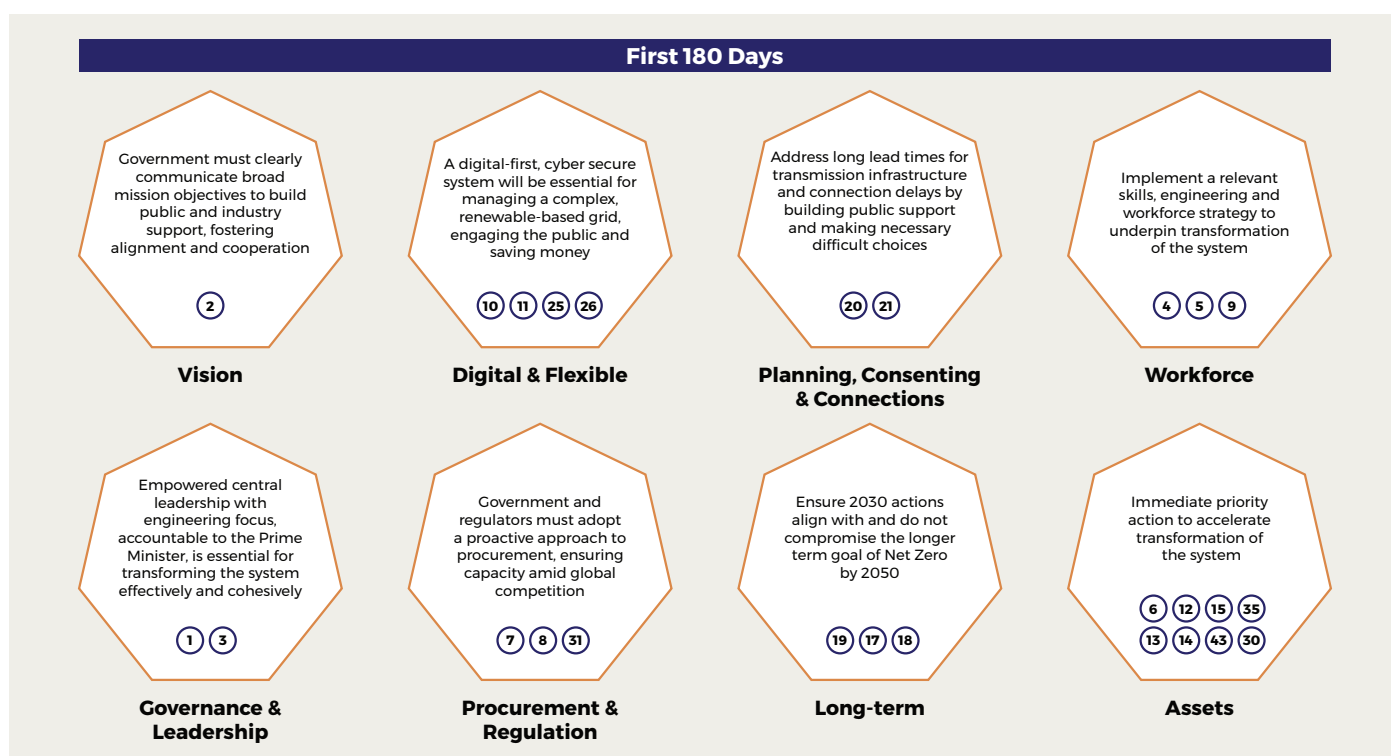 First 180 Days
Government must clearly
communicate broad
mission objectives to build
public and industry
support, fostering
alignment and cooperation
2
Vision
A digital-first, cyber secure
system will be essential for
managing a complex,
renewable-based grid,
engaging the public and
saving money
10 11 25 26
Digital & Flexible
Address long lead times for
transmission infrastructure
and connection delays by
building public support
and making necessary
difficult choices
20 21
Planning, Consenting
& Connections
Implement a relevant
skills, engineering and
workforce strategy to
underpin transformation
of the system
4 5 9
Workforce
Empowered central
leadership with
engineering focus,
accountable to the Prime
Minister, is essential for
transforming the system
effectively and cohesively
1 3
Governance &
Leadership
Government and
regulators must adopt
a proactive approach to
procurement, ensuring
capacity amid global
competition
7 8 31
Procurement &
Regulation
Ensure 2030 actions
align with and do not
compromise the longer
term goal of Net Zero
by 2050
19 17 18
Long-term
Immediate priority
action to accelerate
transformation of
the system
6 12 15 35
13 14 43 30
Assets